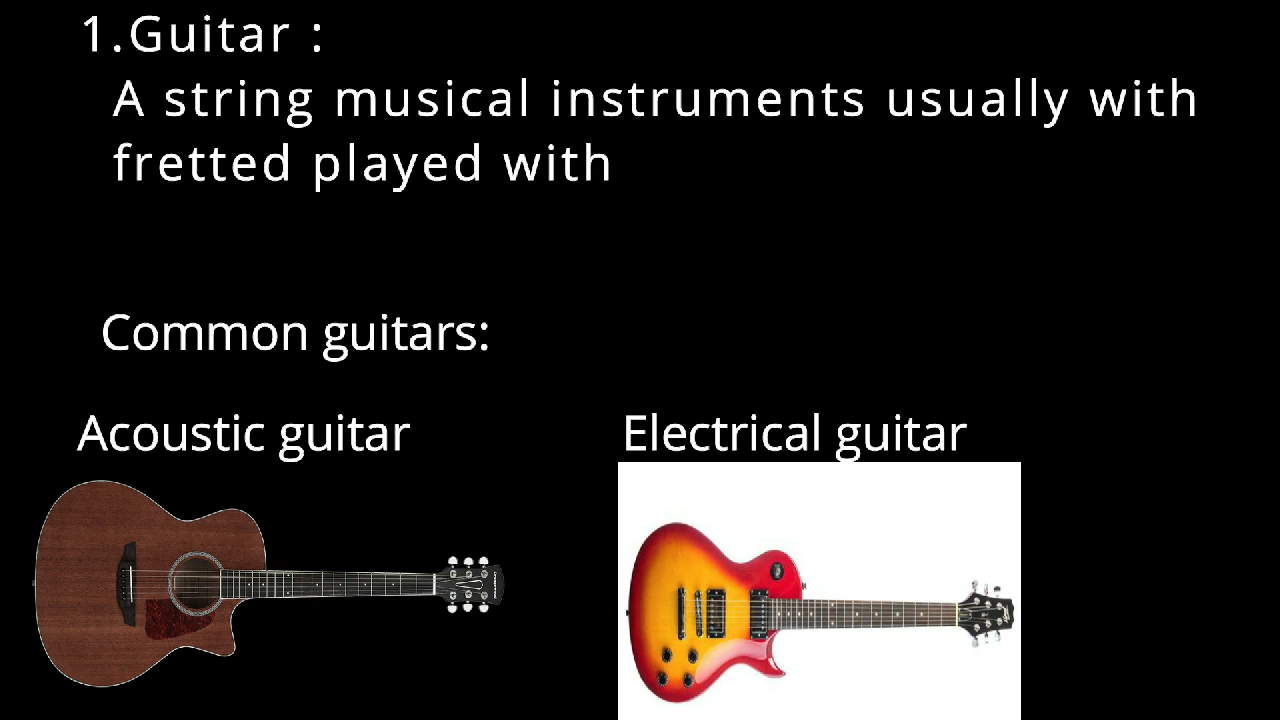 1.Guitar :
A string musical instruments usually with
fretted played with
Common guitars:
Acoustic guitar
Electrical guitar